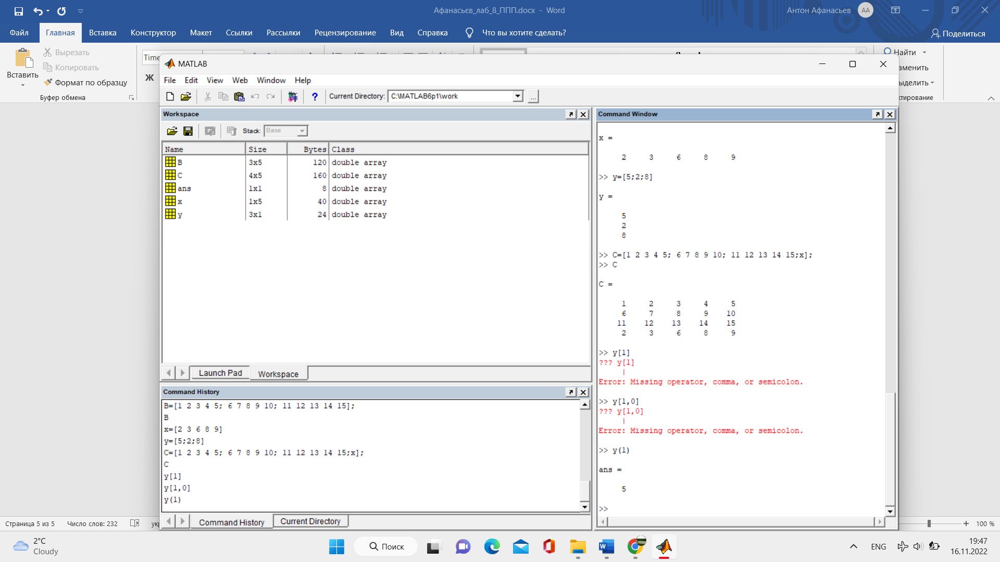 Афанасьєв_лаб_8_ППП.docx - Word
Антон Афанасьев
АА
Файл Главная Вставка Конструктор Макет Ссылки Рассылки Рецензирование Вид Справка Что вы хотите сделать? Поделиться
Вставить
Вырезать
Копировать
Формат по образцу
Буфер обмена
Time
Ж
Найти
аменить
ыделить
ктирование
MATLAB
File Edit View Web Window Help
Current Directory: C:\MATLAB6p1\work
...
Workspace
Stack: Base
Name Size Bytes Class
B 3x5 120 double array
C 4x5 160 double array
ans 1x1 8 double array
x 1x5 40 double array
y 3x1 24 double array
Launch Pad Workspace
Command History
B=[1 2 3 4 5; 6 7 8 9 10; 11 12 13 14 15];
B
x=[2 3 6 8 9]
y=[5;2;8]
C=[1 2 3 4 5; 6 7 8 9 10; 11 12 13 14 15;x];
C
y[1]
y[1,0]
y(1)
Command History Current Directory
Command Window
x =
2 3 6 8 9
>> y=[5;2;8]
y =
5
2
8
>> C=[1 2 3 4 5; 6 7 8 9 10; 11 12 13 14 15;x];
>> C
C =
1 2 3 4 5
6 7 8 9 10
11 12 13 14 15
2 3 6 8 9
>> y[1]
??? y[1]
|
Error: Missing operator, comma, or semicolon.
>> y[1,0]
??? y[1,0]
|
Error: Missing operator, comma, or semicolon.
>> y(1)
ans =
5
>>
Страница 5 из 5 Число слов: 232 укр
100 %
2°C
Cloudy
Поиск
ENG
19:47
16.11.2022